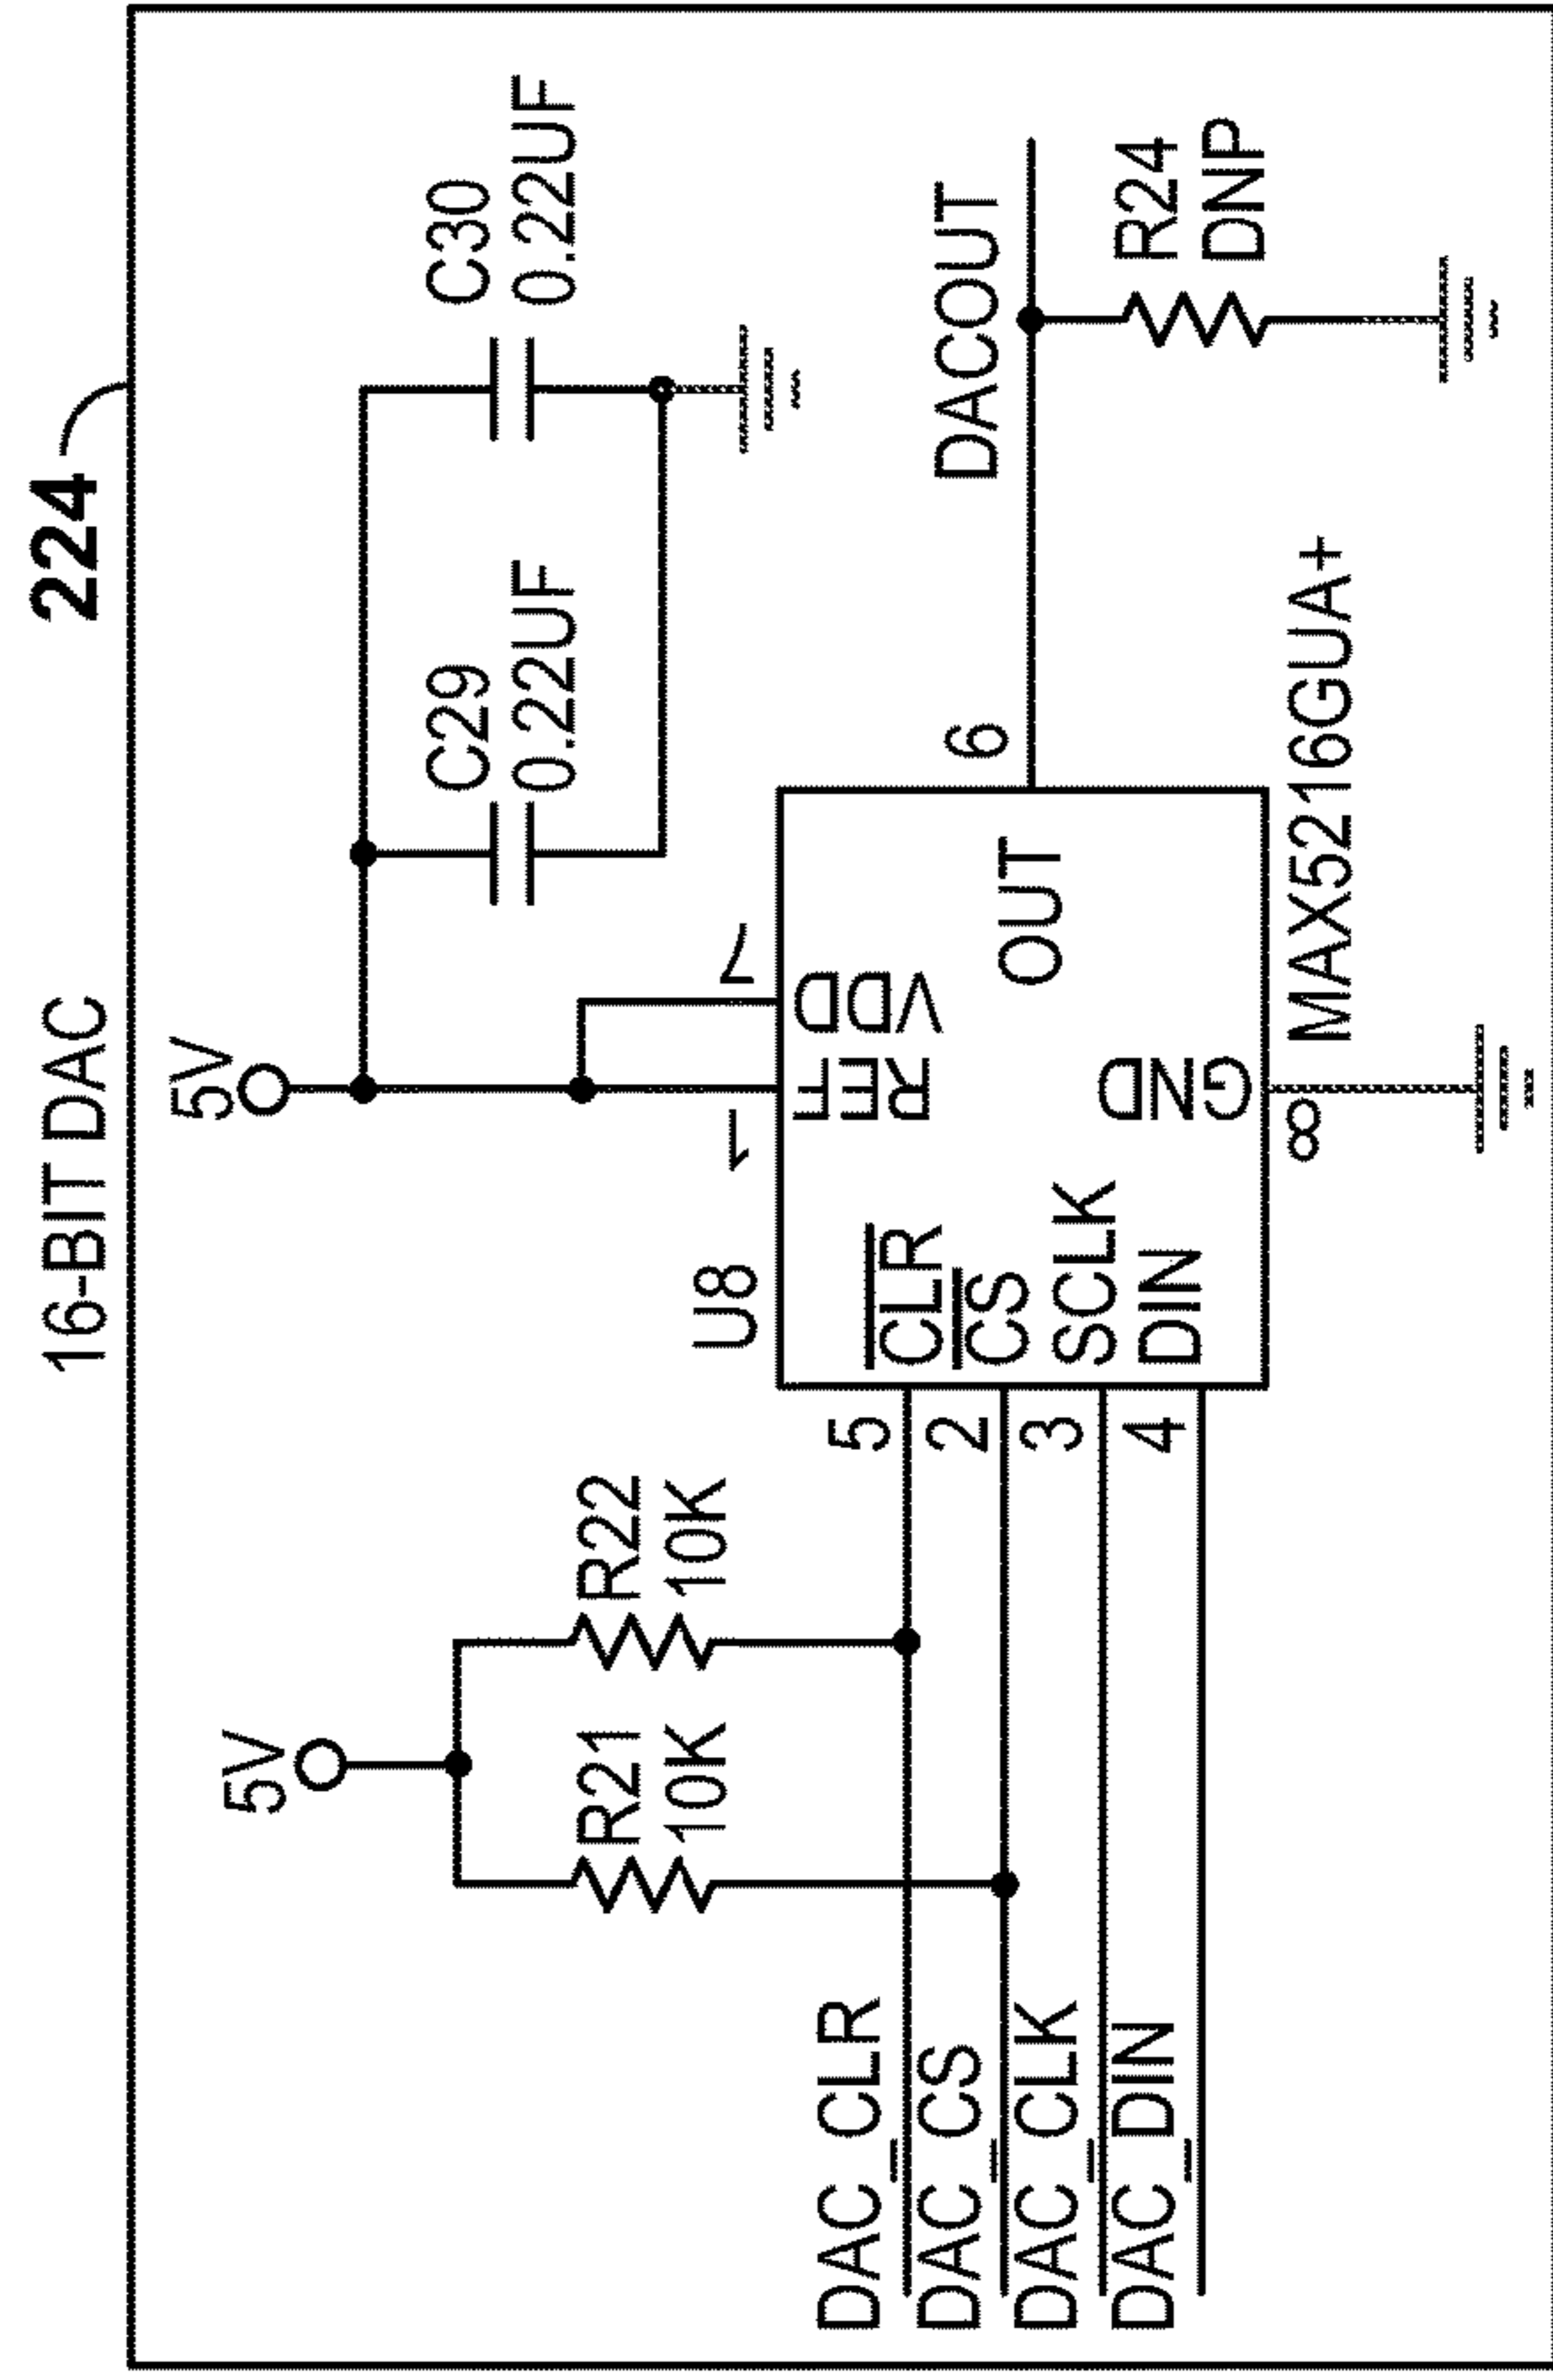 16-BIT DAC
224
5V
5V
C29
0.22UF
C30
0.22UF
R21
10K
R22
10K
U8
1
7
REF
VDD
DAC_CLR
5
CLR
DAC_CS
2
CS
DAC_CLK
3
SCLK
DAC_DIN
4
DIN
OUT
6
DACOUT
GND
8
MAX5216GUA+
R24
DNP